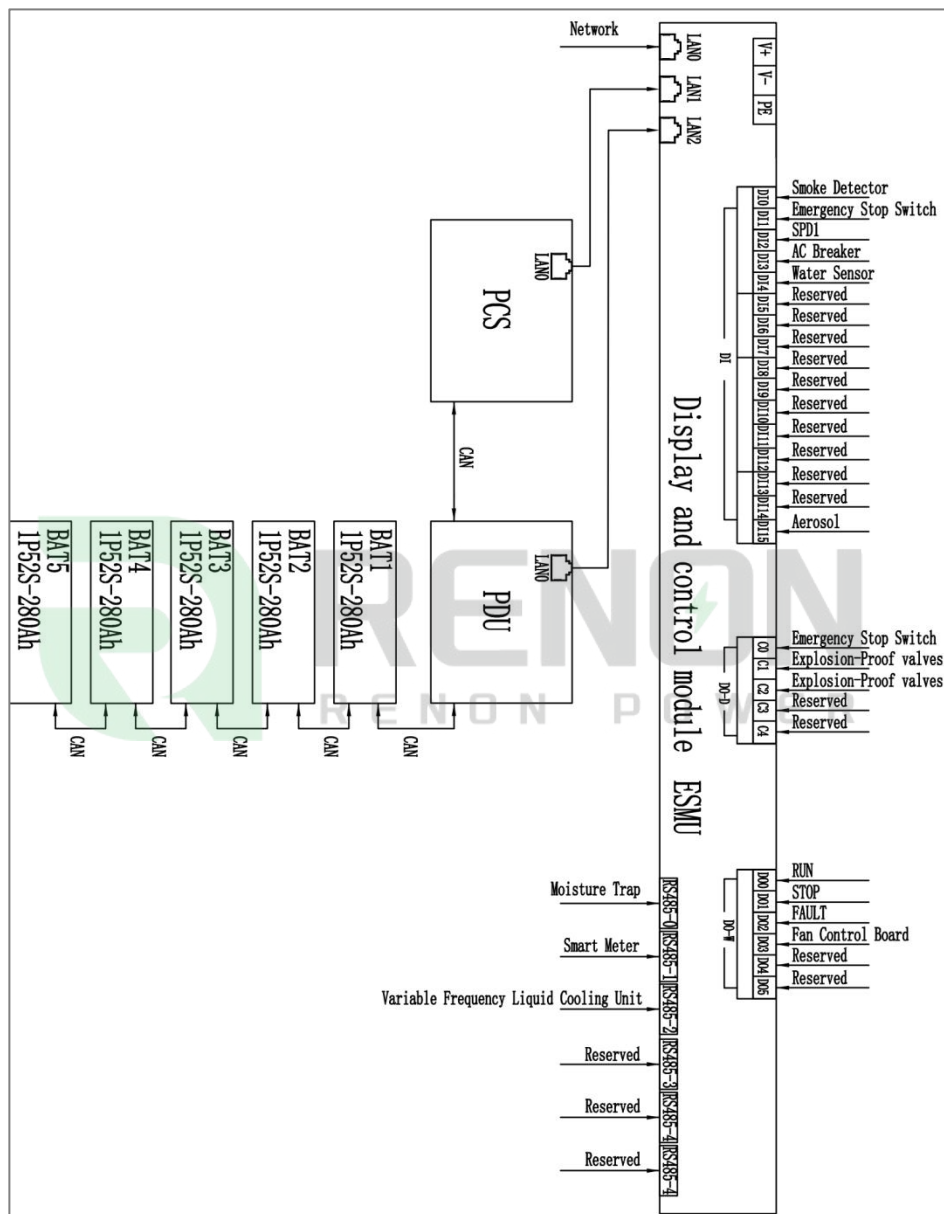 Network
LAN0
LAN1
LAN2
V+
V-
PE
DI0
DI1
DI2
DI3
DI4
DI5
DI6
DI7
DI8
DI9
DI10
DI11
DI12
DI13
DI14
DI15
DI
Smoke Detector
Emergency Stop Switch
SPD1
AC Breaker
Water Sensor
Reserved
Reserved
Reserved
Reserved
Reserved
Reserved
Reserved
Reserved
Reserved
Reserved
Aerosol
LAN0
PCS
CAN
LAN0
PDU
BAT1
1P52S-280Ah
BAT2
1P52S-280Ah
BAT3
1P52S-280Ah
BAT4
1P52S-280Ah
BAT5
1P52S-280Ah
CAN
CAN
CAN
CAN
CAN
Display and control module ESMU
RENON
RENON POWER
C0
C1
C2
C3
C4
DO-D
Emergency Stop Switch
Explosion-Proof valves
Explosion-Proof valves
Reserved
Reserved
DO0
DO1
DO2
DO3
DO4
DO5
DO-W
RUN
STOP
FAULT
Fan Control Board
Reserved
Reserved
Moisture Trap
Smart Meter
Variable Frequency Liquid Cooling Unit
Reserved
Reserved
Reserved
RS485-0
RS485-1
RS485-2
RS485-3
RS485-4
RS485-4